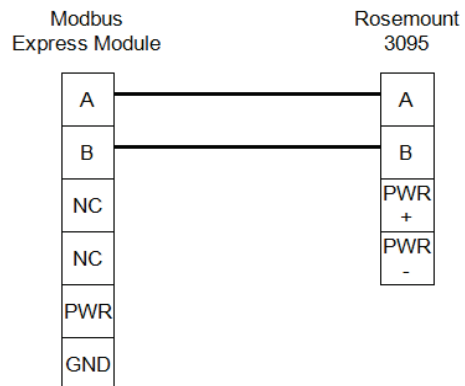 Modbus
Express Module
Rosemount
3095
A
B
NC
NC
PWR
GND
A
B
PWR
+
PWR
-